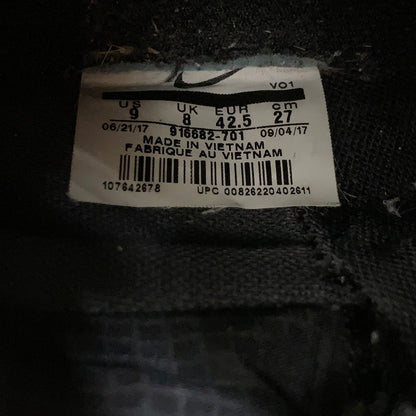 VO1
US UK EUR cm
9 8 42.5 27
06/21/17 916682-701 09/04/17
MADE IN VIETNAM
FABRIQUE AU VIETNAM
107642678 UPC 00826220402611